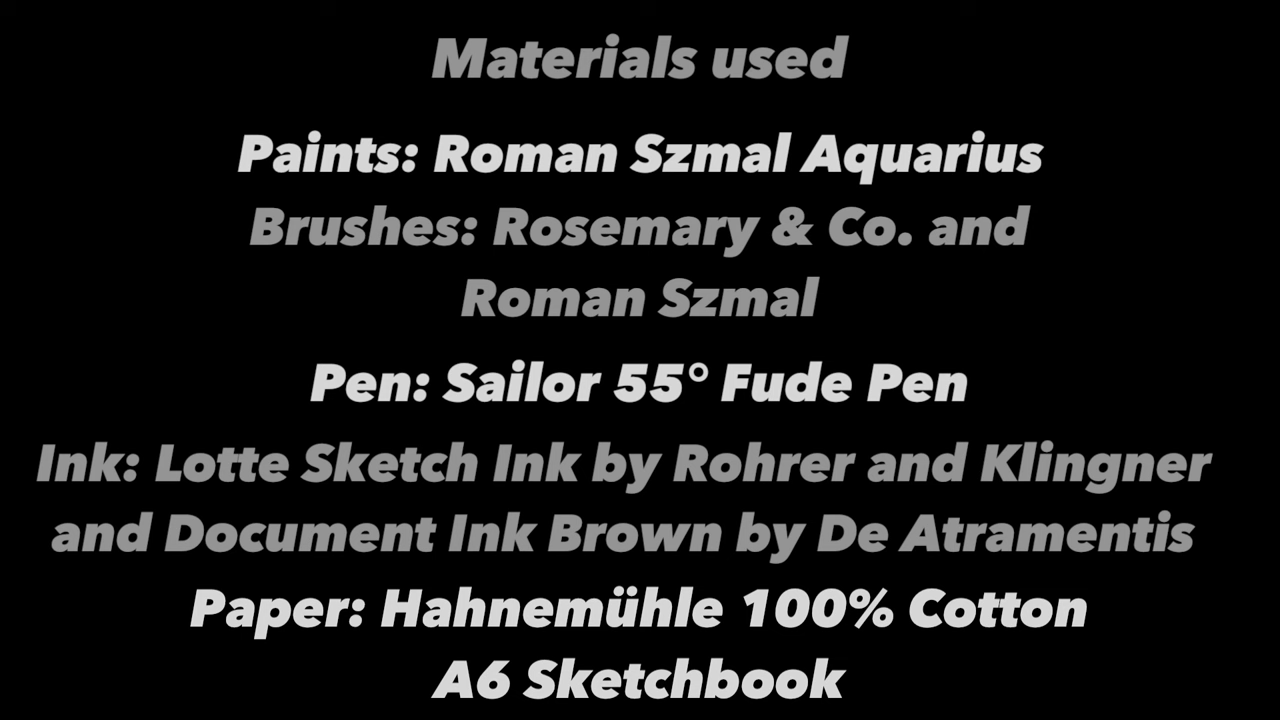 Materials used
Paints: Roman Szmal Aquarius
Brushes: Rosemary & Co. and
Roman Szmal
Pen: Sailor 55° Fude Pen
Ink: Lotte Sketch Ink by Rohrer and Klingner
and Document Ink Brown by De Atramentis
Paper: Hahnemühle 100% Cotton
A6 Sketchbook